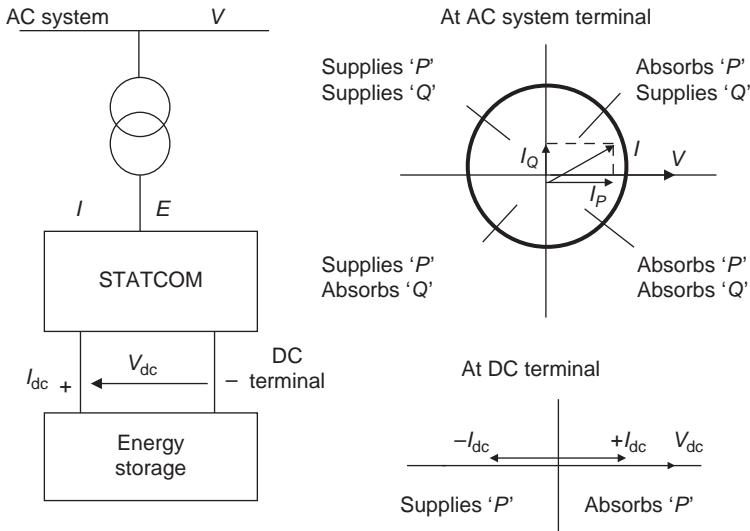 AC system
V
I
E
STATCOM
I_dc
+
V_dc
–
DC
terminal
Energy
storage
At AC system terminal
Supplies ‘P’
Supplies ‘Q’
Absorbs ‘P’
Supplies ‘Q’
I_Q
I
V
I_P
Supplies ‘P’
Absorbs ‘Q’
Absorbs ‘P’
Absorbs ‘Q’
At DC terminal
–I_dc
+I_dc
V_dc
Supplies ‘P’
Absorbs ‘P’